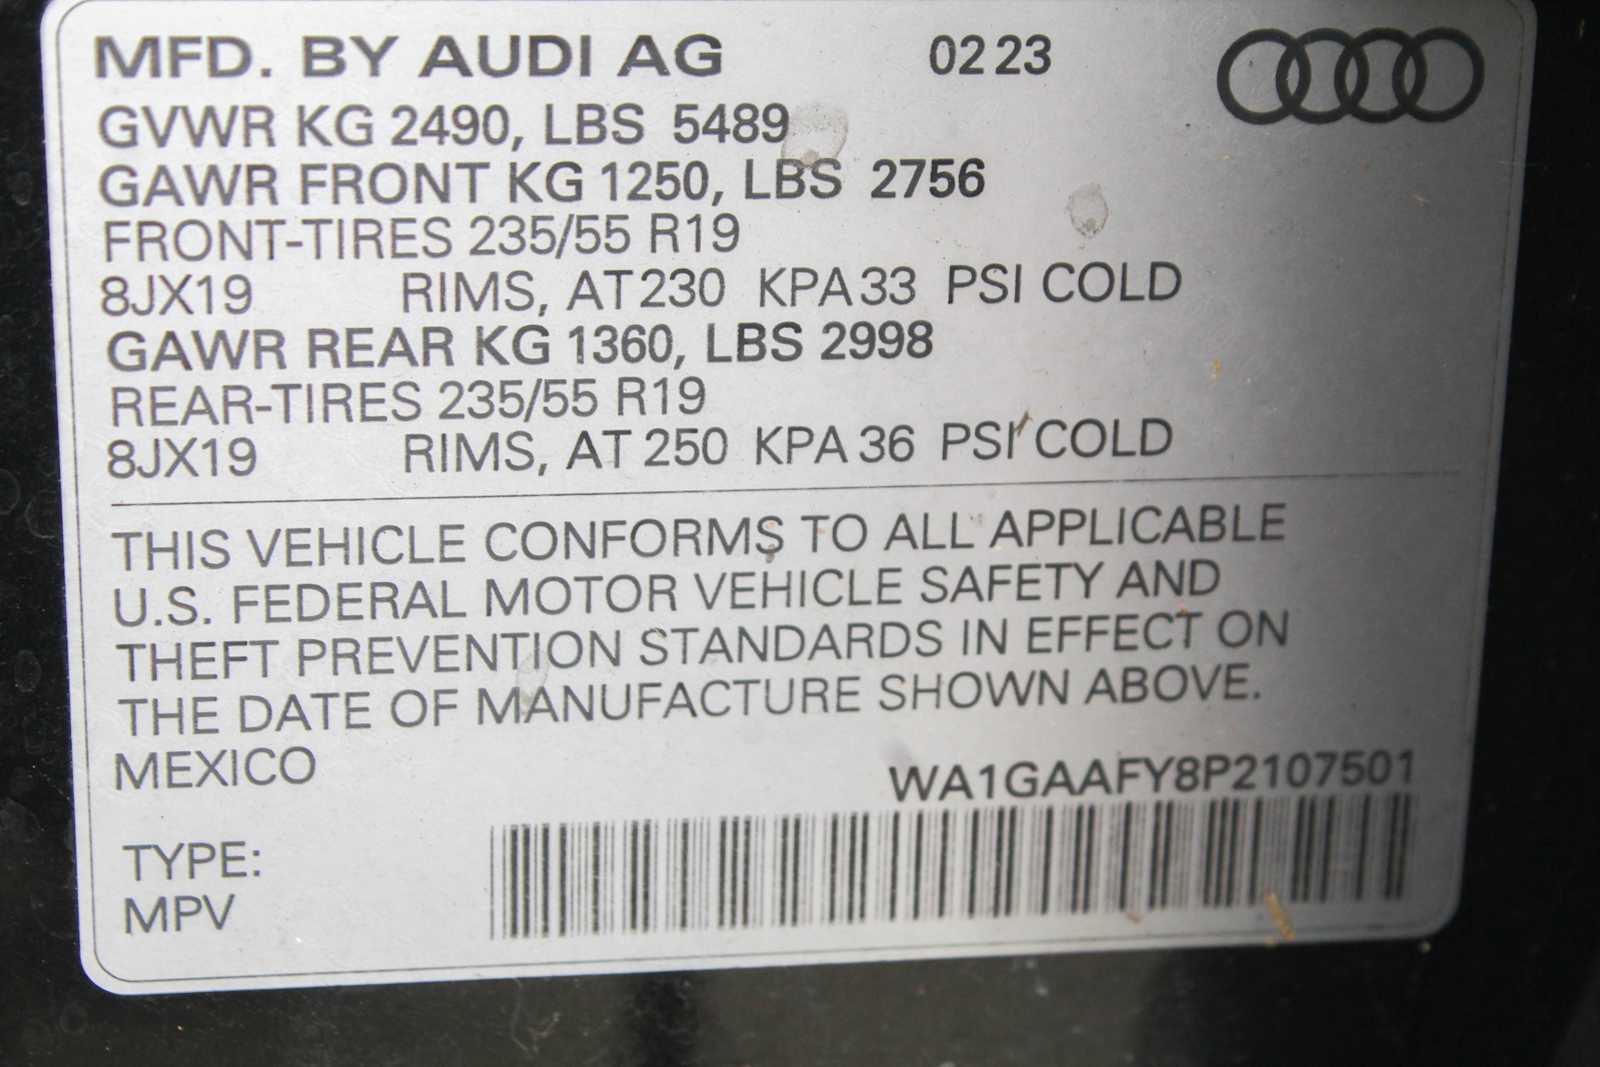 MFD. BY AUDI AG 02 23
GVWR KG 2490, LBS 5489
GAWR FRONT KG 1250, LBS 2756
FRONT-TIRES 235/55 R19
8JX19 RIMS, AT 230 KPA 33 PSI COLD
GAWR REAR KG 1360, LBS 2998
REAR-TIRES 235/55 R19
8JX19 RIMS, AT 250 KPA 36 PSI COLD
THIS VEHICLE CONFORMS TO ALL APPLICABLE
U.S. FEDERAL MOTOR VEHICLE SAFETY AND
THEFT PREVENTION STANDARDS IN EFFECT ON
THE DATE OF MANUFACTURE SHOWN ABOVE.
MEXICO
WA1GAAFY8P2107501
TYPE:
MPV